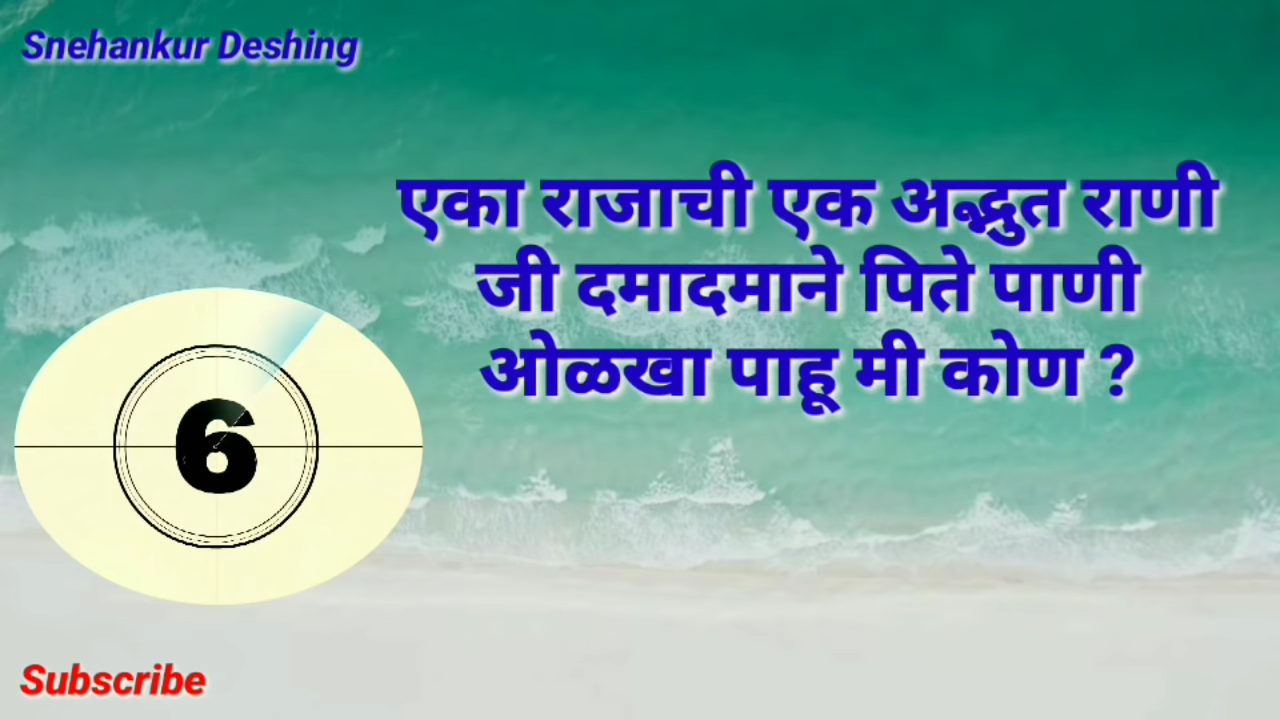 Snehankur Deshing
एका राजाची एक अद्भुत राणी
जी दमादमाने पिते पाणी
ओळखा पाहू मी कोण ?
6
Subscribe